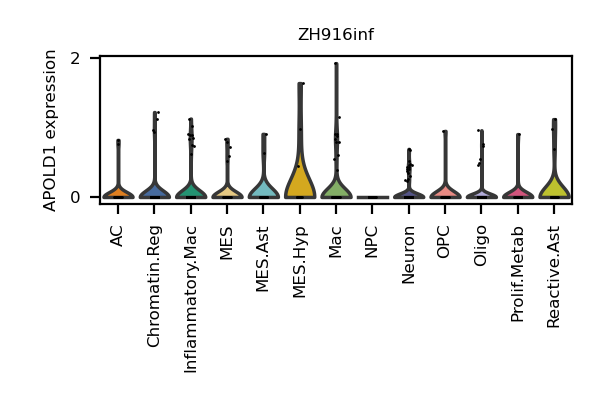 ZH916inf
APOLD1 expression
2
0
AC
Chromatin.Reg
Inflammatory.Mac
MES
MES.Ast
MES.Hyp
Mac
NPC
Neuron
OPC
Oligo
Prolif.Metab
Reactive.Ast